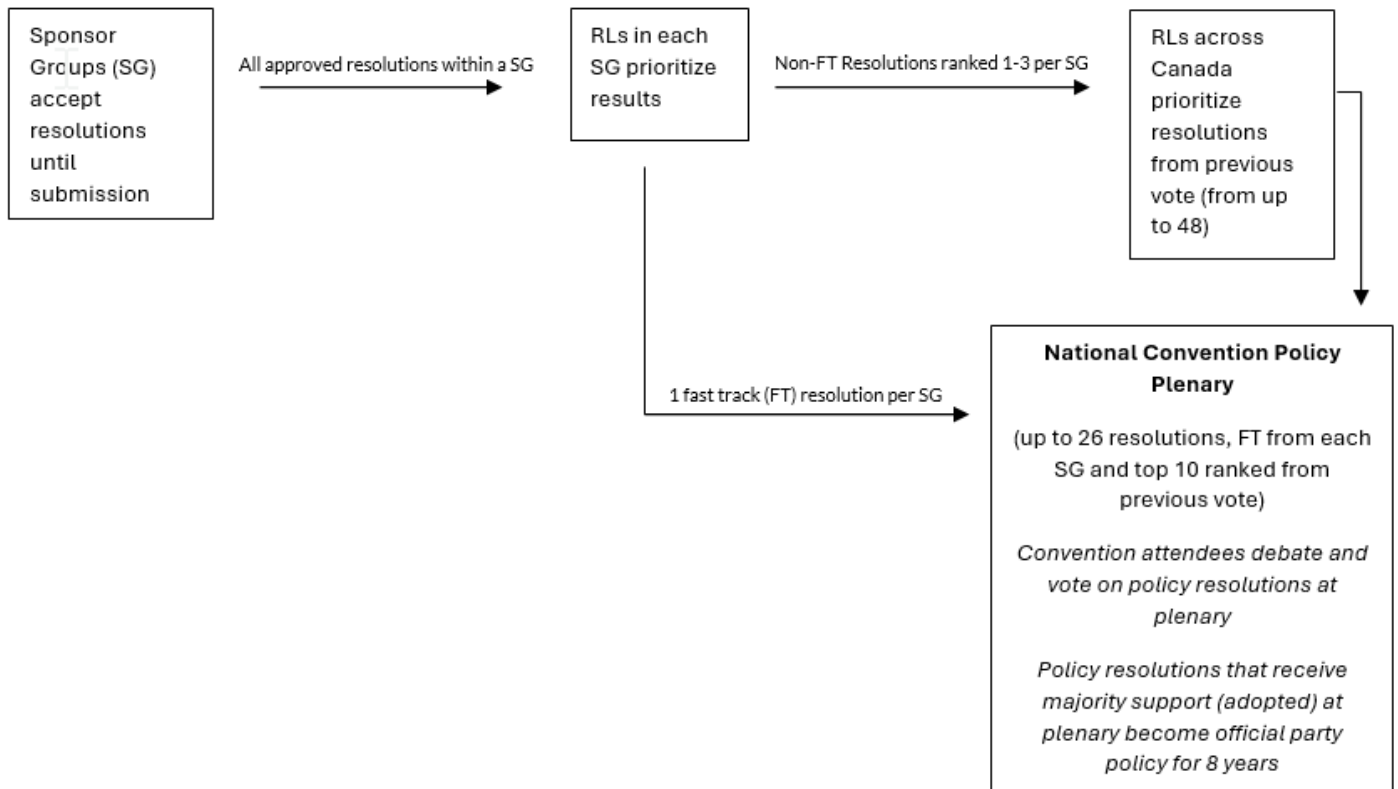 Sponsor
Groups (SG)
accept
resolutions
until
submission
All approved resolutions within a SG
RLs in each
SG prioritize
results
Non-FT Resolutions ranked 1-3 per SG
RLs across
Canada
prioritize
resolutions
from previous
vote (from up
to 48)
1 fast track (FT) resolution per SG
National Convention Policy
Plenary
(up to 26 resolutions, FT from each
SG and top 10 ranked from
previous vote)
Convention attendees debate and
vote on policy resolutions at
plenary
Policy resolutions that receive
majority support (adopted) at
plenary become official party
policy for 8 years